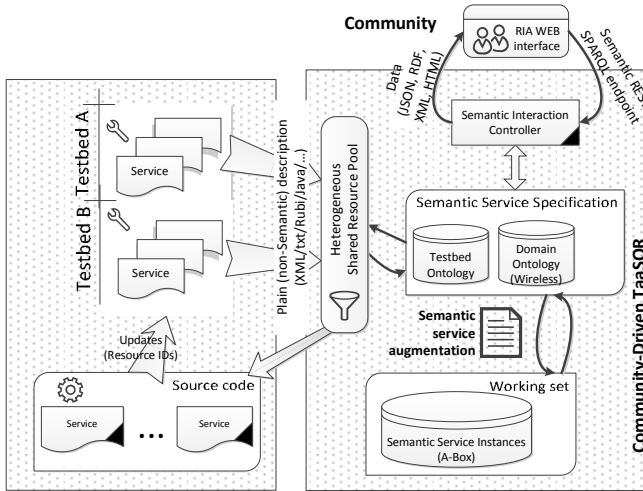 Community
RIA WEB
interface
Data
(JSON, RDF,
XML, HTML)
Semantic REST,
SPARQL endpoint
Semantic Interaction
Controller
Testbed A
Service
Testbed B
Service
Plain (non-Semantic) description
(XML/txt/Rubi/Java/…)
Heterogeneous
Shared Resource Pool
Semantic Service Specification
Testbed
Ontology
Domain
Ontology
(Wireless)
Updates
(Resource IDs)
Semantic
service
augmentation
Source code
Service
...
Service
Working set
Semantic Service Instances
(A-Box)
Community-Driven TaaSOR